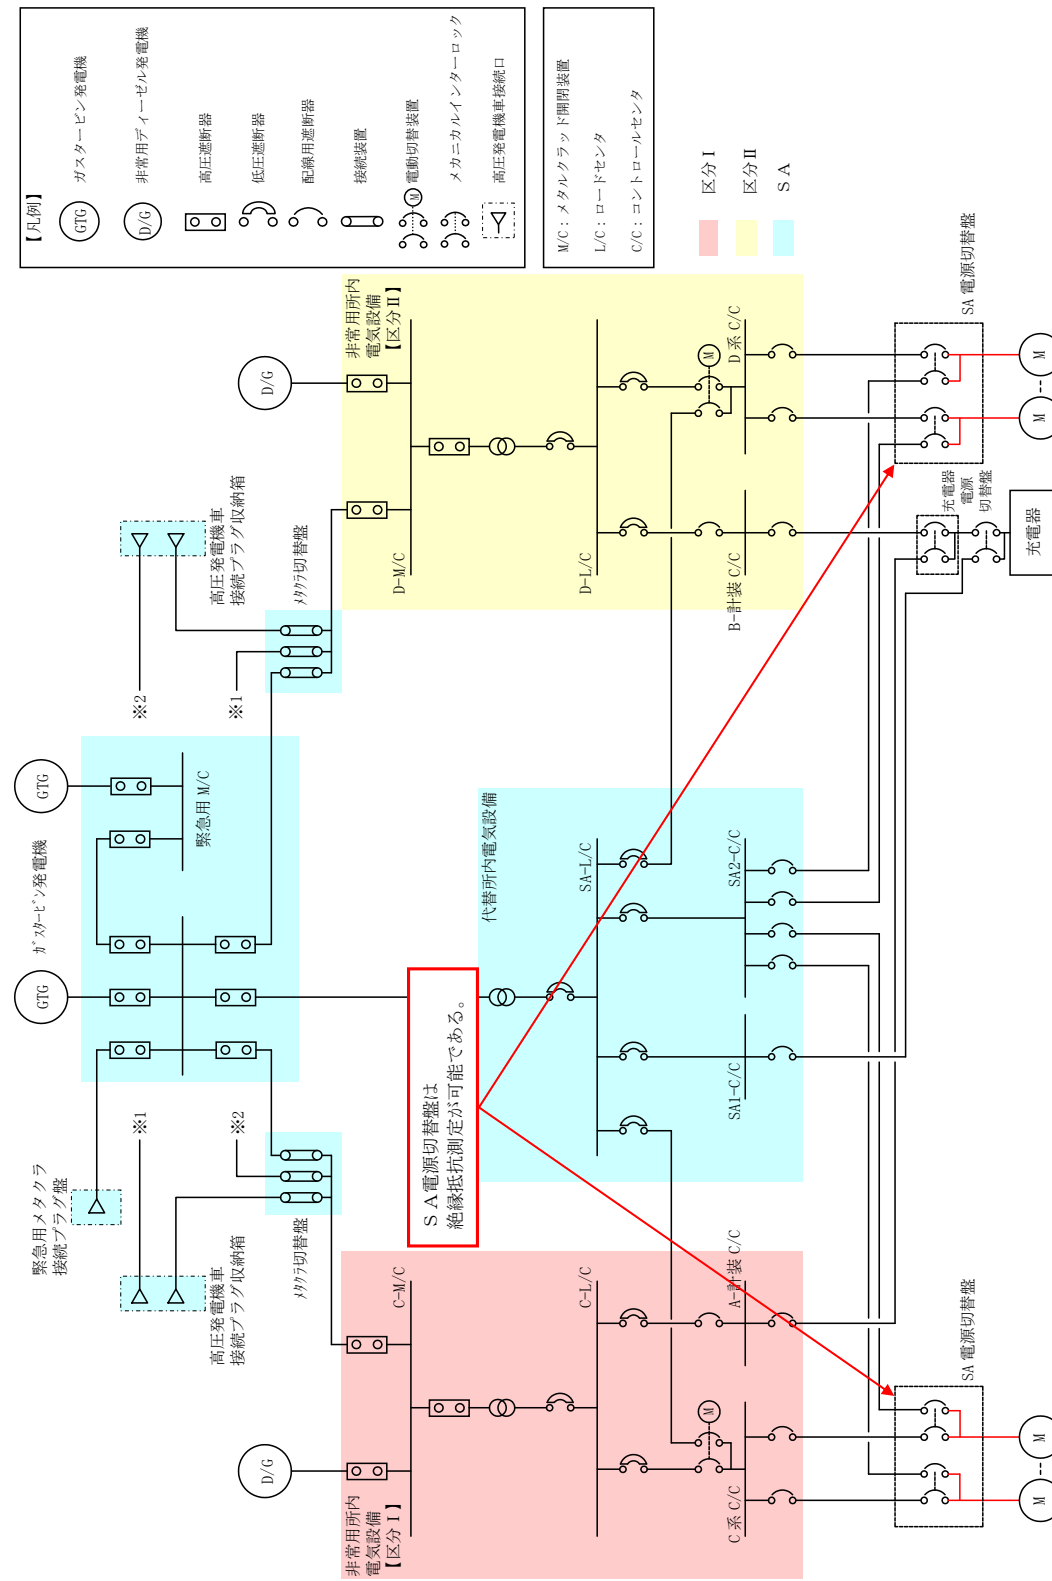 【凡例】
GTG
ガスタービン発電機
D/G
非常用ディーゼル発電機
高圧遮断器
低圧遮断器
配線用遮断器
接続装置
M
電動切替装置
メカニカルインターロック
高圧発電機車接続口
M/C：メタルクラッド開閉装置
L/C：ロードセンタ
C/C：コントロールセンタ
区分Ⅰ
区分Ⅱ
ＳＡ
緊急用メタクラ
接続プラグ盤
ｶﾞｽﾀｰﾋﾞﾝ発電機
GTG
GTG
緊急用 M/C
※1
※2
高圧発電機車
接続プラグ収納箱
ﾒﾀｸﾗ切替盤
※2
※1
高圧発電機車
接続プラグ収納箱
ﾒﾀｸﾗ切替盤
D/G
D/G
非常用所内
電気設備
【区分Ⅰ】
C-M/C
C-L/C
M
C 系 C/C
A-計装 C/C
代替所内電気設備
SA-L/C
SA1-C/C
SA2-C/C
非常用所内
電気設備
【区分Ⅱ】
D-M/C
D-L/C
M
B-計装 C/C
D 系 C/C
ＳＡ電源切替盤は
絶縁抵抗測定が可能である。
SA 電源切替盤
M
M
充電器
電源
切替盤
充電器
SA 電源切替盤
M
M